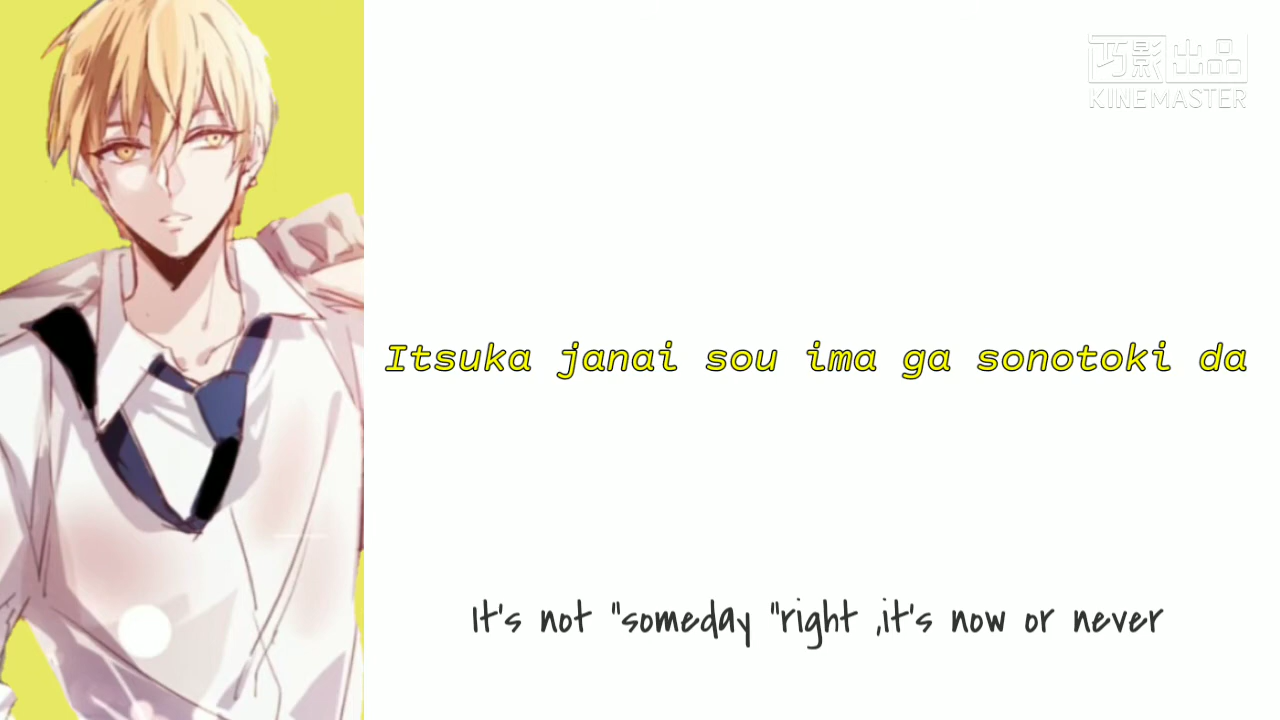 巧影出品
KINEMASTER
Itsuka janai sou ima ga sonotoki da
It's not "someday "right ,it's now or never